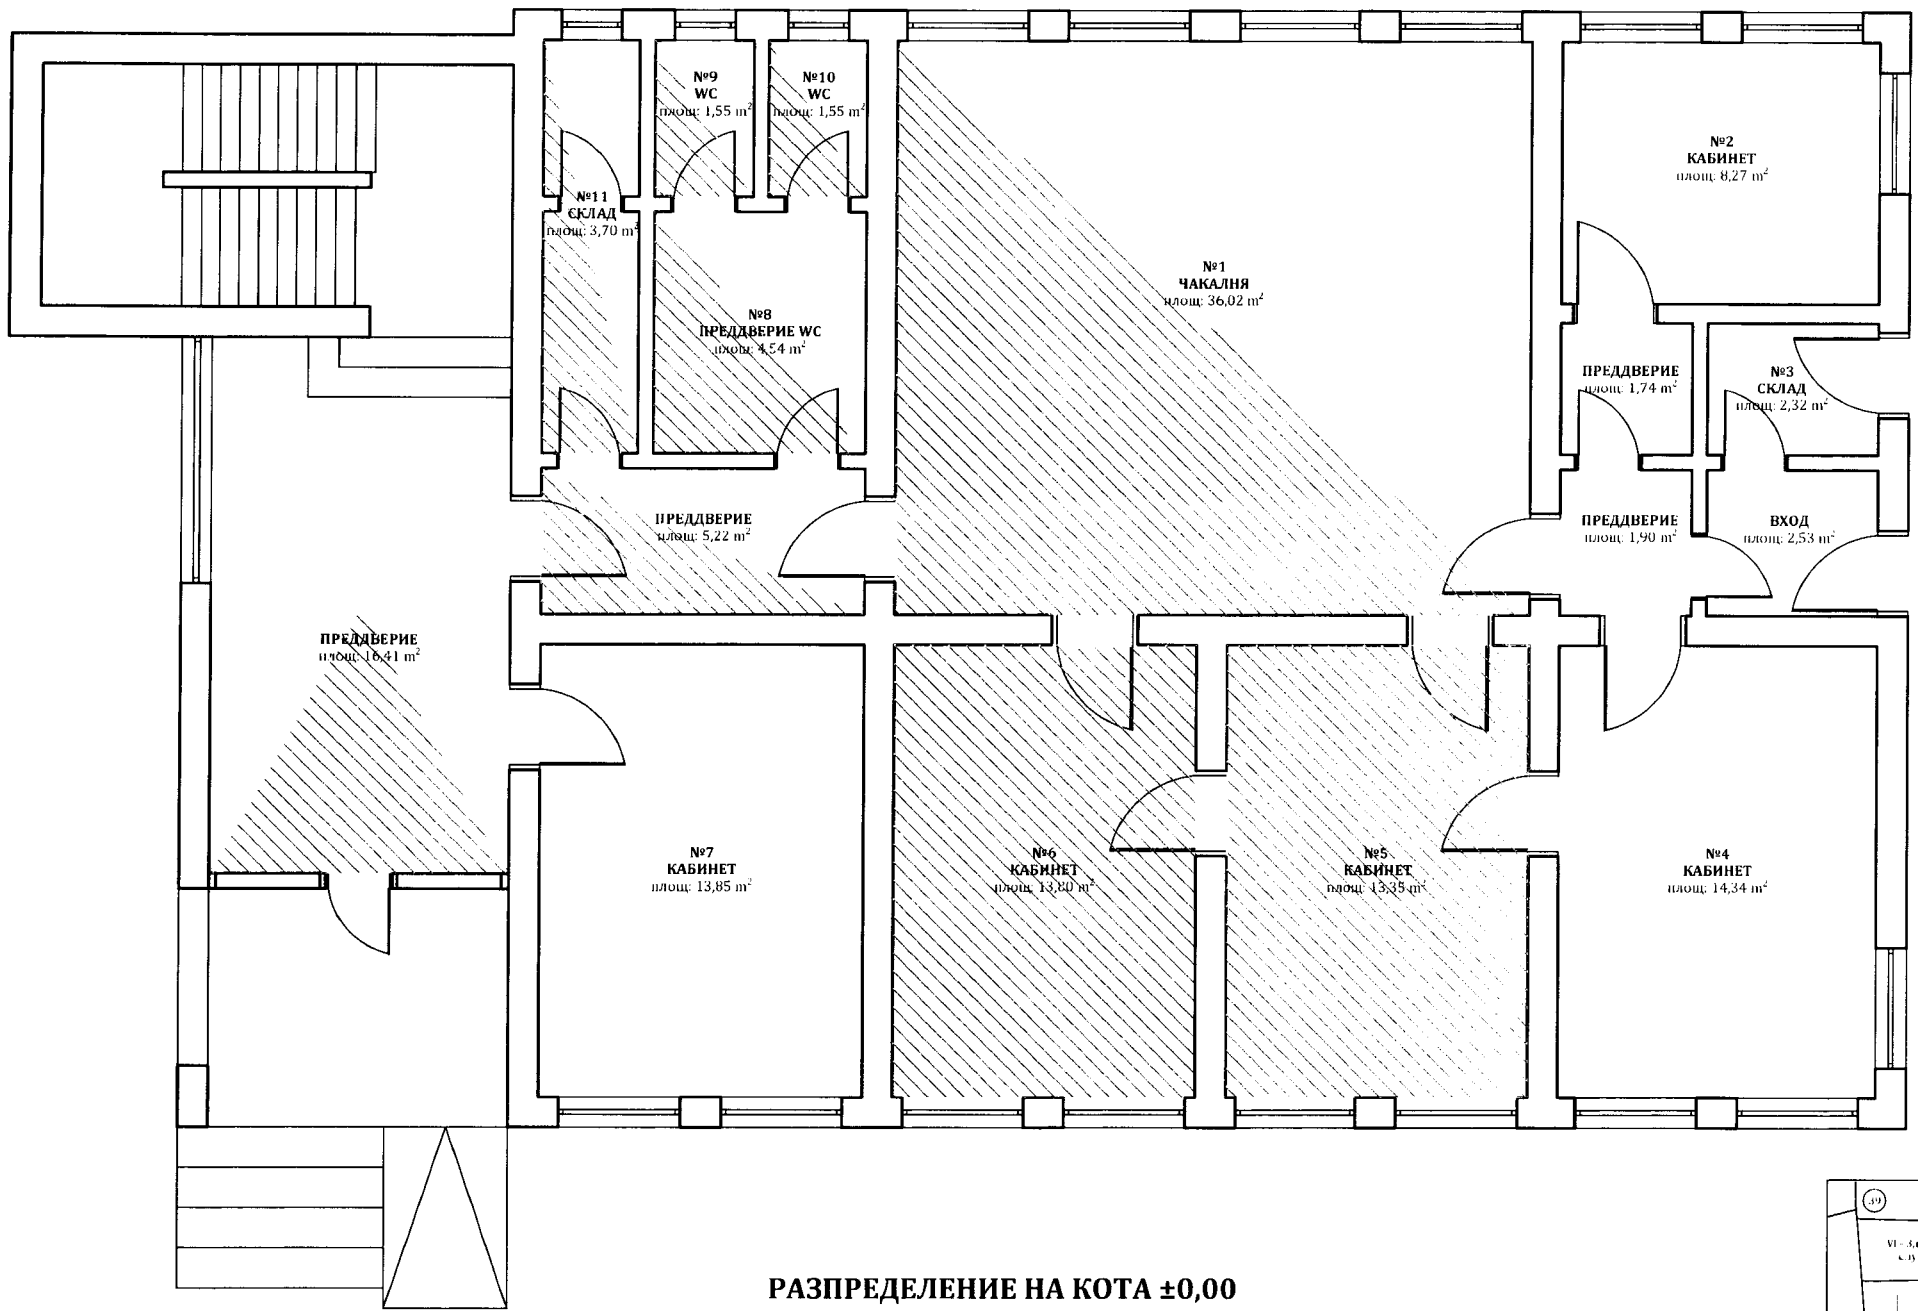 №9
WC
площ: 1,55 m²
№10
WC
площ: 1,55 m²
№2
КАБИНЕТ
площ: 8,27 m²
№11
СКЛАД
площ: 3,70 m²
№1
ЧАКАЛНЯ
площ: 36,02 m²
№8
ПРЕДДВЕРИЕ WC
площ: 4,54 m²
ПРЕДДВЕРИЕ
площ: 1,74 m²
№3
СКЛАД
площ: 2,32 m²
ПРЕДДВЕРИЕ
площ: 5,22 m²
ПРЕДДВЕРИЕ
площ: 1,90 m²
ВХОД
площ: 2,53 m²
ПРЕДДВЕРИЕ
площ: 16,41 m²
№7
КАБИНЕТ
площ: 13,85 m²
№6
КАБИНЕТ
площ: 13,80 m²
№5
КАБИНЕТ
площ: 13,35 m²
№4
КАБИНЕТ
площ: 14,34 m²
39
РАЗПРЕДЕЛЕНИЕ НА КОТА ±0,00